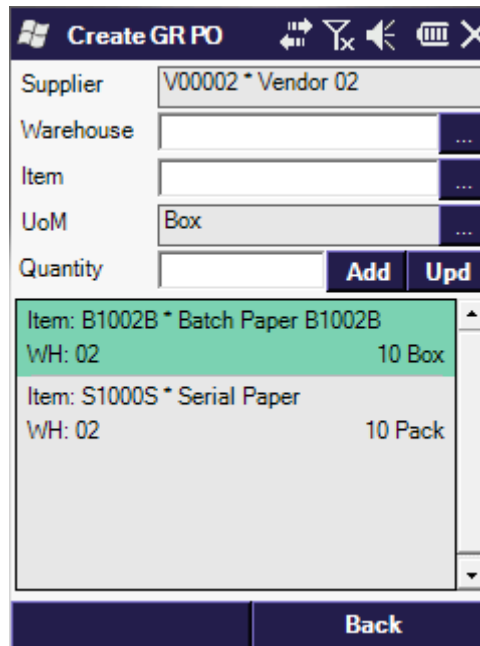 Create GR PO
Supplier V00002 * Vendor 02
Warehouse ...
Item ...
UoM Box ...
Quantity Add Upd
Item: B1002B * Batch Paper B1002B
WH: 02 10 Box
Item: S1000S * Serial Paper
WH: 02 10 Pack
Back